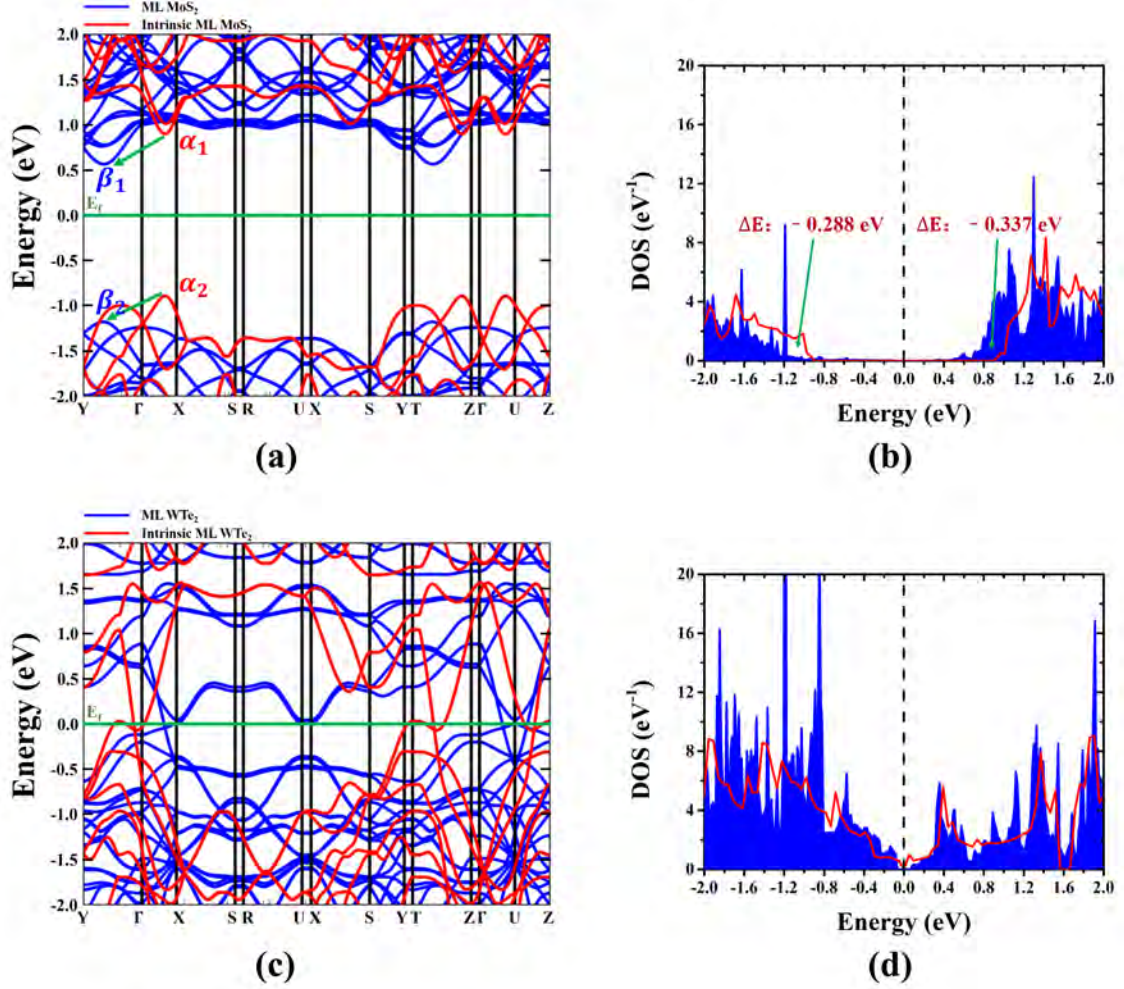 ML MoS₂
Intrinsic ML MoS₂
Energy (eV)
2.0
1.5
1.0
0.5
0.0
-0.5
-1.0
-1.5
-2.0
α₁
β₁
E_f
α₂
β₂
Y Γ X S R U X S Y T Z Γ U Z
(a)
DOS (eV⁻¹)
20
16
12
8
4
0
ΔE: - 0.288 eV ΔE: - 0.337 eV
-2.0 -1.6 -1.2 -0.8 -0.4 0.0 0.4 0.8 1.2 1.6 2.0
Energy (eV)
(b)
ML WTe₂
Intrinsic ML WTe₂
Energy (eV)
2.0
1.5
1.0
0.5
0.0
-0.5
-1.0
-1.5
-2.0
E_f
Y Γ X S R U X S Y T Z Γ U Z
(c)
DOS (eV⁻¹)
20
16
12
8
4
0
-2.0 -1.6 -1.2 -0.8 -0.4 0.0 0.4 0.8 1.2 1.6 2.0
Energy (eV)
(d)